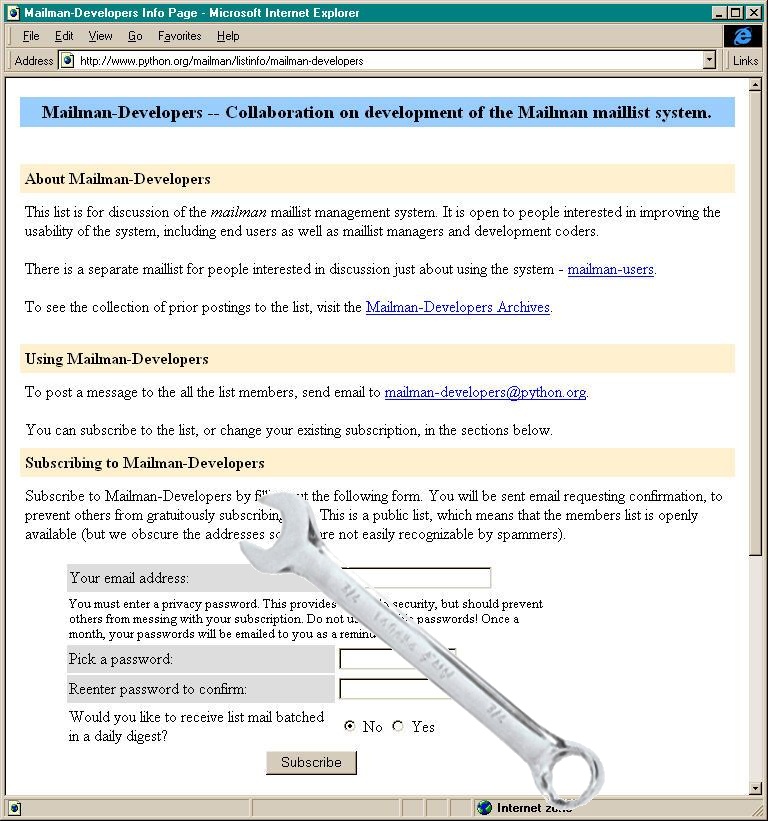 Mailman-Developers Info Page - Microsoft Internet Explorer
File Edit View Go Favorites Help
Address http://www.python.org/mailman/listinfo/mailman-developers Links
Mailman-Developers -- Collaboration on development of the Mailman maillist system.
About Mailman-Developers
This list is for discussion of the mailman maillist management system. It is open to people interested in improving the
usability of the system, including end users as well as maillist managers and development coders.
There is a separate maillist for people interested in discussion just about using the system - mailman-users.
To see the collection of prior postings to the list, visit the Mailman-Developers Archives.
Using Mailman-Developers
To post a message to the all the list members, send email to mailman-developers@python.org.
You can subscribe to the list, or change your existing subscription, in the sections below.
Subscribing to Mailman-Developers
Subscribe to Mailman-Developers by the following form. You will be sent email requesting confirmation, to
prevent others from gratuitously subscribing This is a public list, which means that the members list is openly
available (but we obscure the addresses are not easily recognizable by spammers).
Your email address:
You must enter a privacy password. This provides security, but should prevent
others from messing with your subscription. Do not passwords! Once a
month, your passwords will be emailed to you as a
Pick a password:
Reenter password to confirm:
Would you like to receive list mail batched
in a daily digest?
No Yes
Subscribe
3/4
3/4
Internet